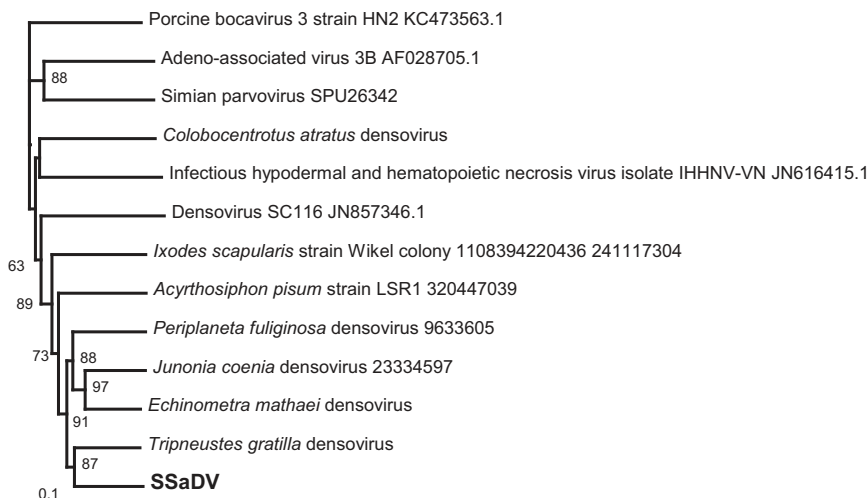 Porcine bocavirus 3 strain HN2 KC473563.1
Adeno-associated virus 3B AF028705.1
88
Simian parvovirus SPU26342
Colobocentrotus atratus densovirus
Infectious hypodermal and hematopoietic necrosis virus isolate IHHNV-VN JN616415.1
Densovirus SC116 JN857346.1
Ixodes scapularis strain Wikel colony 1108394220436 241117304
63
Acyrthosiphon pisum strain LSR1 320447039
89
Periplaneta fuliginosa densovirus 9633605
73
88
Junonia coenia densovirus 23334597
97
Echinometra mathaei densovirus
91
Tripneustes gratilla densovirus
87
SSaDV
0.1